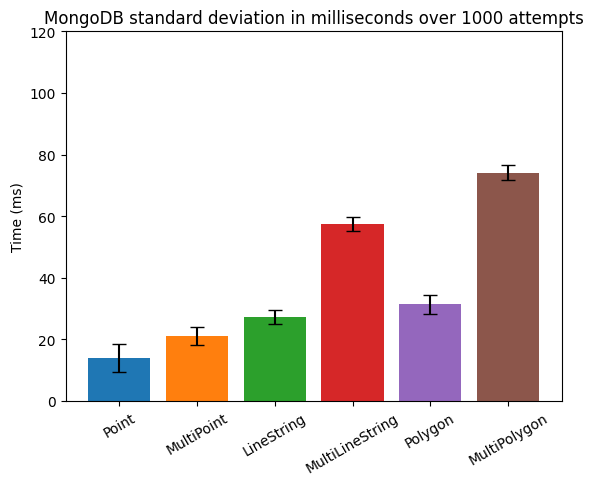 MongoDB standard deviation in milliseconds over 1000 attempts
120
100
80
60
40
20
0
Time (ms)
Point
MultiPoint
LineString
MultiLineString
Polygon
MultiPolygon